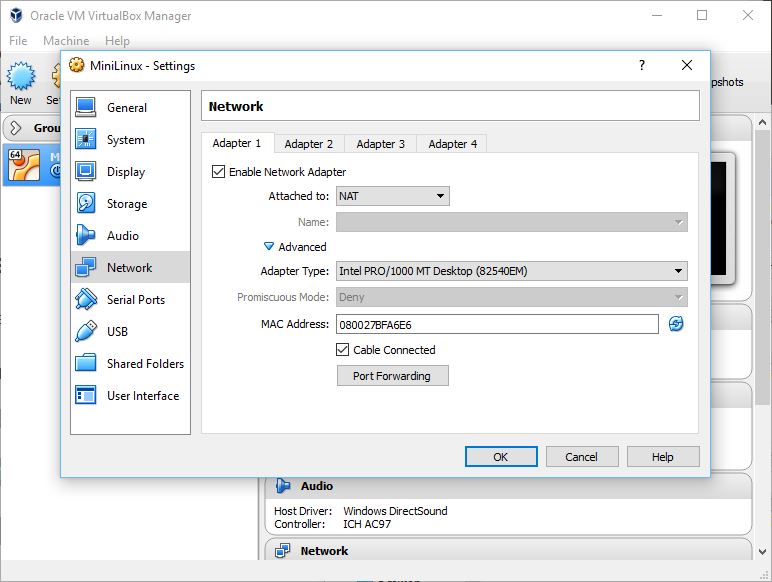 Oracle VM VirtualBox Manager
File Machine Help
MiniLinux - Settings
?
New
General
System
Display
Storage
Audio
Network
Serial Ports
USB
Shared Folders
User Interface
Network
Adapter 1 Adapter 2 Adapter 3 Adapter 4
Enable Network Adapter
Attached to: NAT
Name:
Advanced
Adapter Type: Intel PRO/1000 MT Desktop (82540EM)
Promiscuous Mode: Deny
MAC Address: 080027BFA6E6
Cable Connected
Port Forwarding
OK Cancel Help
64
Audio
Host Driver: Windows DirectSound
Controller: ICH AC97
Network